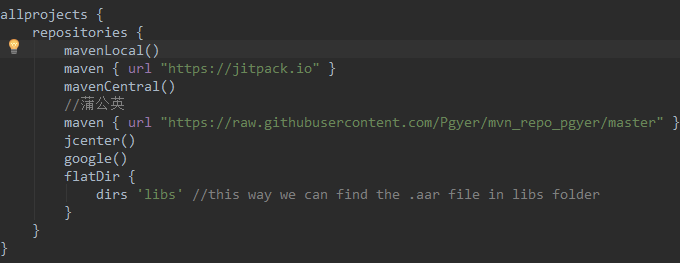 allprojects {
    repositories {
        mavenLocal()
        maven { url "https://jitpack.io" }
        mavenCentral()
        //蒲公英
        maven { url "https://raw.githubusercontent.com/Pgyer/mvn_repo_pgyer/master" }
        jcenter()
        google()
        flatDir {
            dirs 'libs' //this way we can find the .aar file in libs folder
        }
    }
}